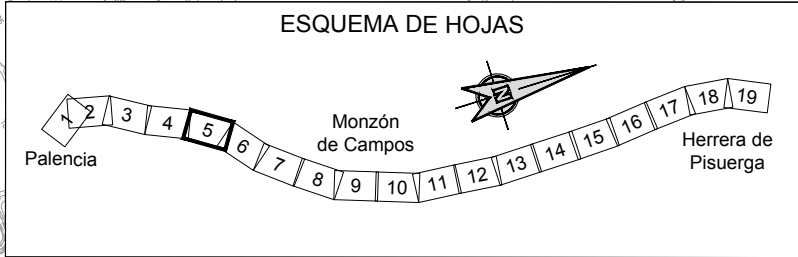 ESQUEMA DE HOJAS
1 2 3 4 5 6 7 8 9 10 11 12 13 14 15 16 17 18 19
N
Palencia
Monzón
de Campos
Herrera de
Pisuerga